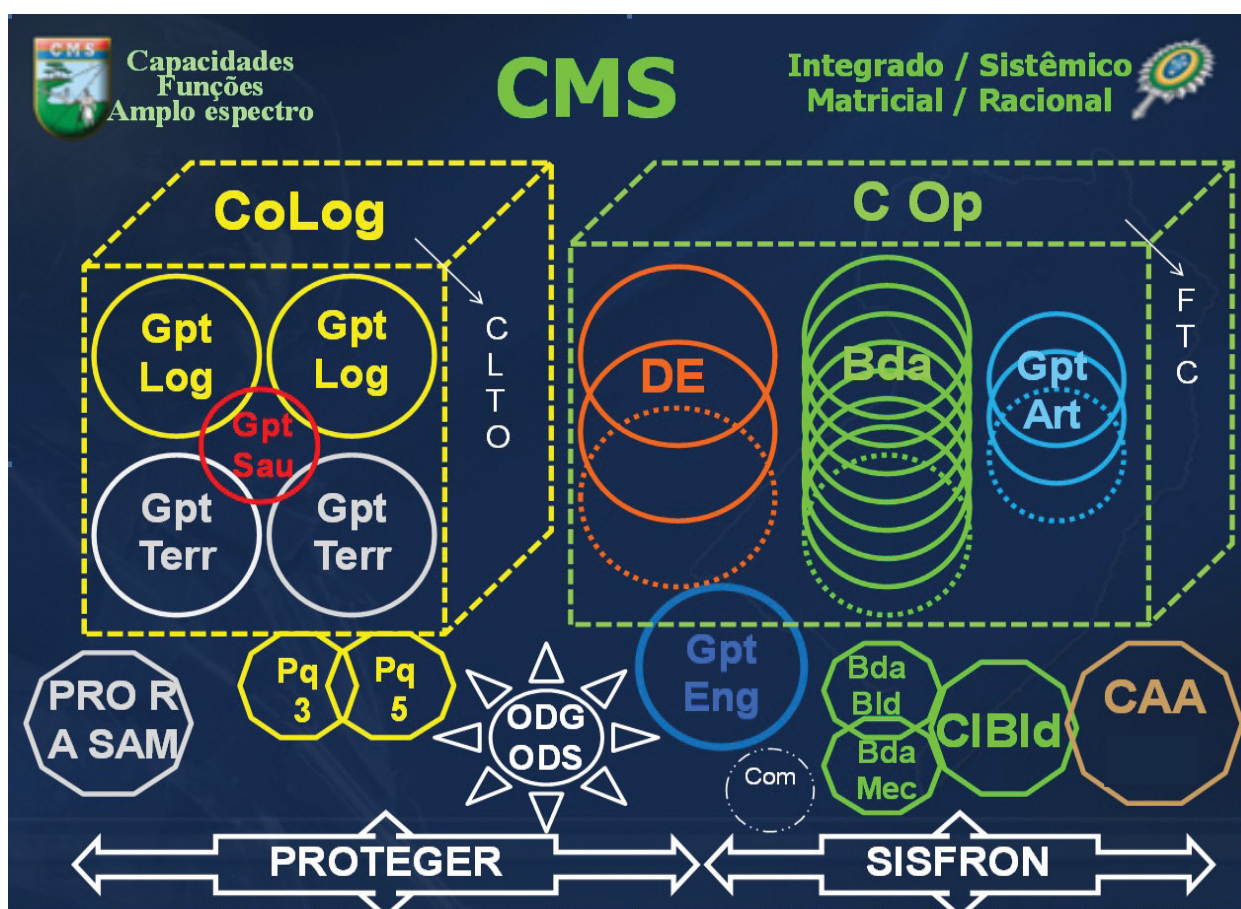 CMS
Capacidades
Funções
Amplo espectro
CMS
Integrado / Sistêmico
Matricial / Racional
CoLog
C
L
T
O
Gpt
Log
Gpt
Log
Gpt
Sau
Gpt
Terr
Gpt
Terr
C Op
F
T
C
DE
Bda
Gpt
Art
PRO R
A SAM
Pq
3
Pq
5
ODG
ODS
Gpt
Eng
Com
Bda
Bld
Bda
Mec
CIBld
CAA
PROTEGER
SISFRON